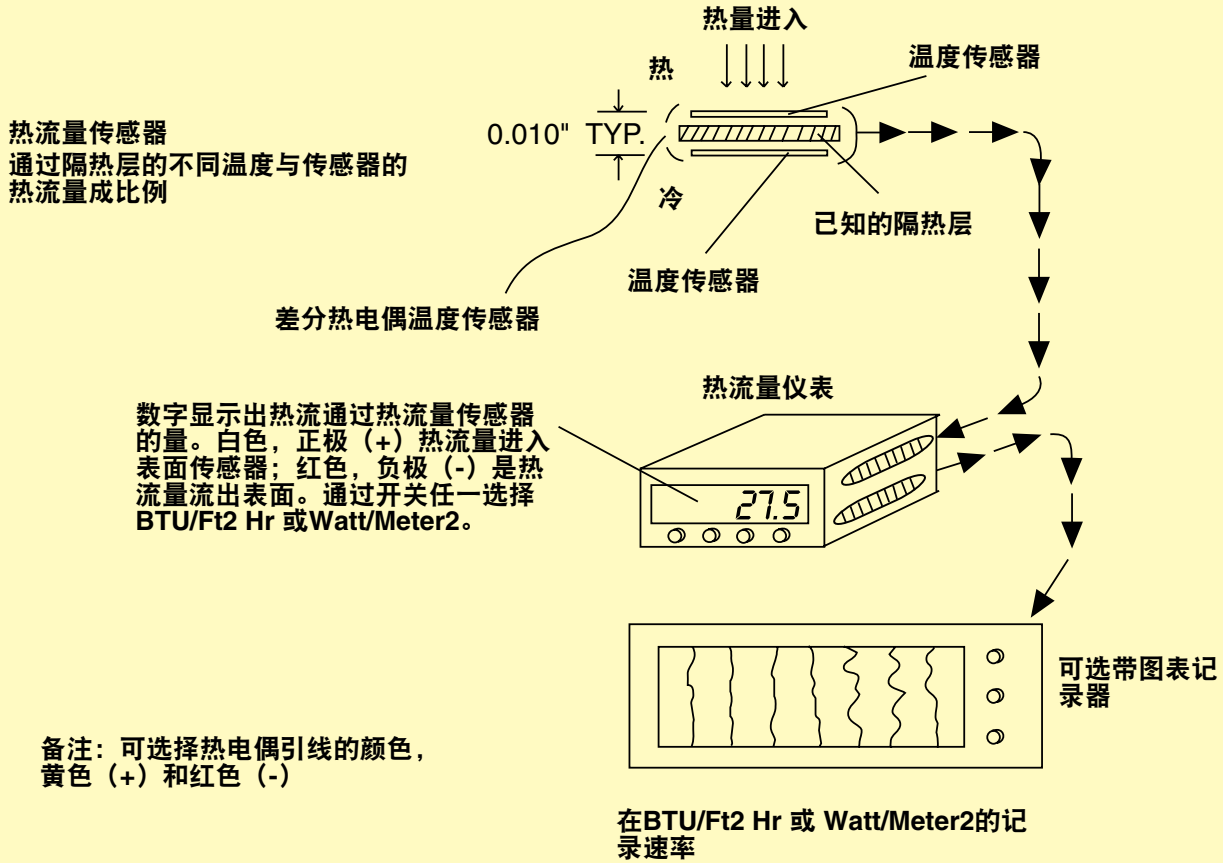 热量进入
热
温度传感器
热流量传感器
通过隔热层的不同温度与传感器的
热流量成比例
0.010" TYP.
冷
已知的隔热层
温度传感器
差分热电偶温度传感器
热流量仪表
数字显示出热流通过热流量传感器
的量。白色，正极（+）热流量进入
表面传感器；红色，负极（-）是热
流量流出表面。通过开关任一选择
BTU/Ft2 Hr 或Watt/Meter2。
27.5
可选带图表记
录器
备注：可选择热电偶引线的颜色，
黄色（+）和红色（-）
在BTU/Ft2 Hr 或 Watt/Meter2的记
录速率